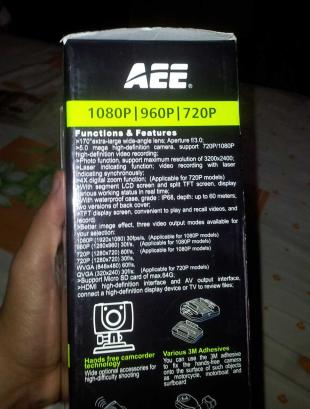 AEE
1080P|960P|720P
Functions & Features
>170°extra-large wide-angle lens; Aperture f/3.0;
>5.0 mega high-definition camera, support 720P/1080P
high-definition video recording;
>Photo function, support maximum resolution of 3200x2400;
>Laser indicating function; video recording with laser
indicating synchronously;
>4X digital zoom function; (Applicable for 720P models)
>With segment LCD screen and split TFT screen, display
various working status in real time;
>With waterproof case, grade : IP68, depth: up to 60 meters,
two versions of back cover;
>TFT display screen, convenient to play and recall videos, and
record;
>Better image effect, three video output modes available for
your selection:
1080P (1920x1080) 30f/s, (Applicable for 1080P models)
960P (1280x960) 30f/s, (Applicable for 1080P models)
720P (1280x720) 60f/s, (Applicable for 1080P models)
720P (1280x720) 30f/s,
WVGA (848x480) 60f/s,
QVGA (320x240) 30f/s, (Applicable for 720P models)
>Support Micro SD card of max.64G;
>HDMI high-definition interface and AV output interface,
connect a high-definition display device or TV to review files;
Hands free camcorder
technology
Wide optional accessories for
high-difficulty shooting
Various 3M Adhesives
You can use the 3M adhesive
to fix the hands-free camera
onto the surface of such objects
as motorcycle, motorboat and
surfboard